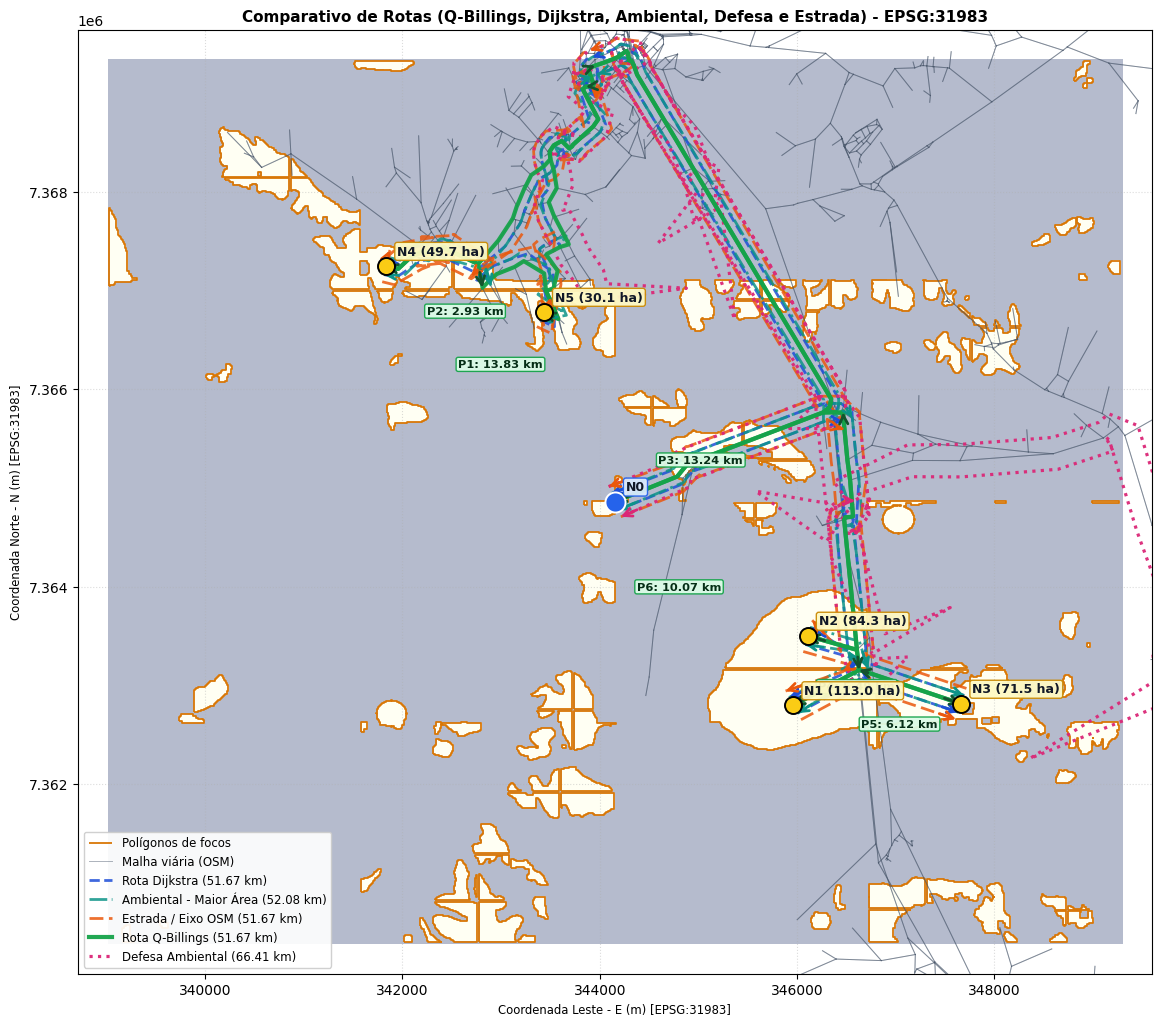 Comparativo de Rotas (Q-Billings, Dijkstra, Ambiental, Defesa e Estrada) - EPSG:31983
1e6
7.368
7.366
7.364
7.362
Coordenada Norte - N (m) [EPSG:31983]
N4 (49.7 ha)
N5 (30.1 ha)
P2: 2.93 km
P1: 13.83 km
P3: 13.24 km
N0
P6: 10.07 km
N2 (84.3 ha)
N1 (113.0 ha)
N3 (71.5 ha)
P5: 6.12 km
Polígonos de focos
Malha viária (OSM)
Rota Dijkstra (51.67 km)
Ambiental - Maior Área (52.08 km)
Estrada / Eixo OSM (51.67 km)
Rota Q-Billings (51.67 km)
Defesa Ambiental (66.41 km)
340000
342000
344000
346000
348000
Coordenada Leste - E (m) [EPSG:31983]